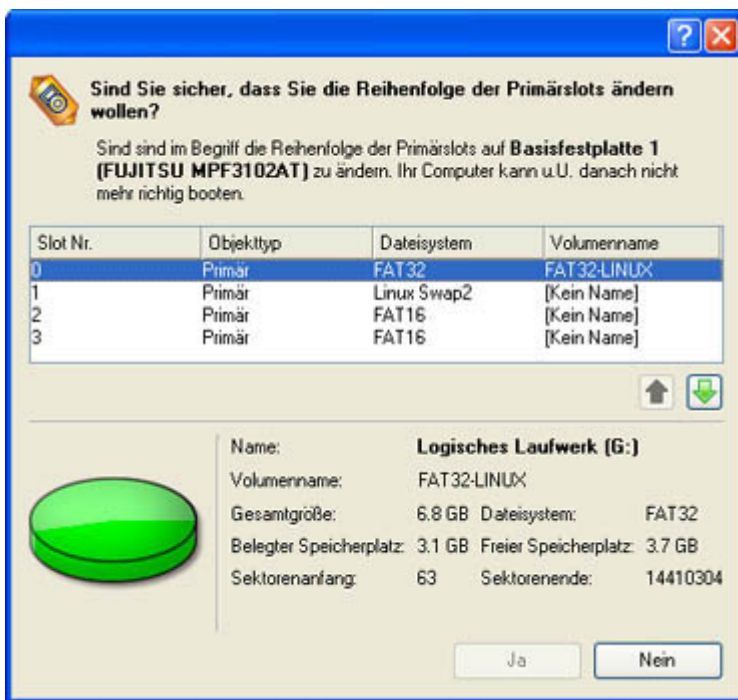 Sind Sie sicher, dass Sie die Reihenfolge der Primärslots ändern
wollen?
Sind sind im Begriff die Reihenfolge der Primärslots auf Basisfestplatte 1
(FUJITSU MPF3102AT) zu ändern. Ihr Computer kann u.U. danach nicht
mehr richtig booten.
Slot Nr. Objekttyp Dateisystem Volumenname
0 Primär FAT32 FAT32-LINUX
1 Primär Linux Swap2 [Kein Name]
2 Primär FAT16 [Kein Name]
3 Primär FAT16 [Kein Name]
Name: Logisches Laufwerk (G:)
Volumenname: FAT32-LINUX
Gesamtgröße: 6.8 GB Dateisystem: FAT32
Belegter Speicherplatz: 3.1 GB Freier Speicherplatz: 3.7 GB
Sektorenanfang: 63 Sektorenende: 14410304
Ja Nein